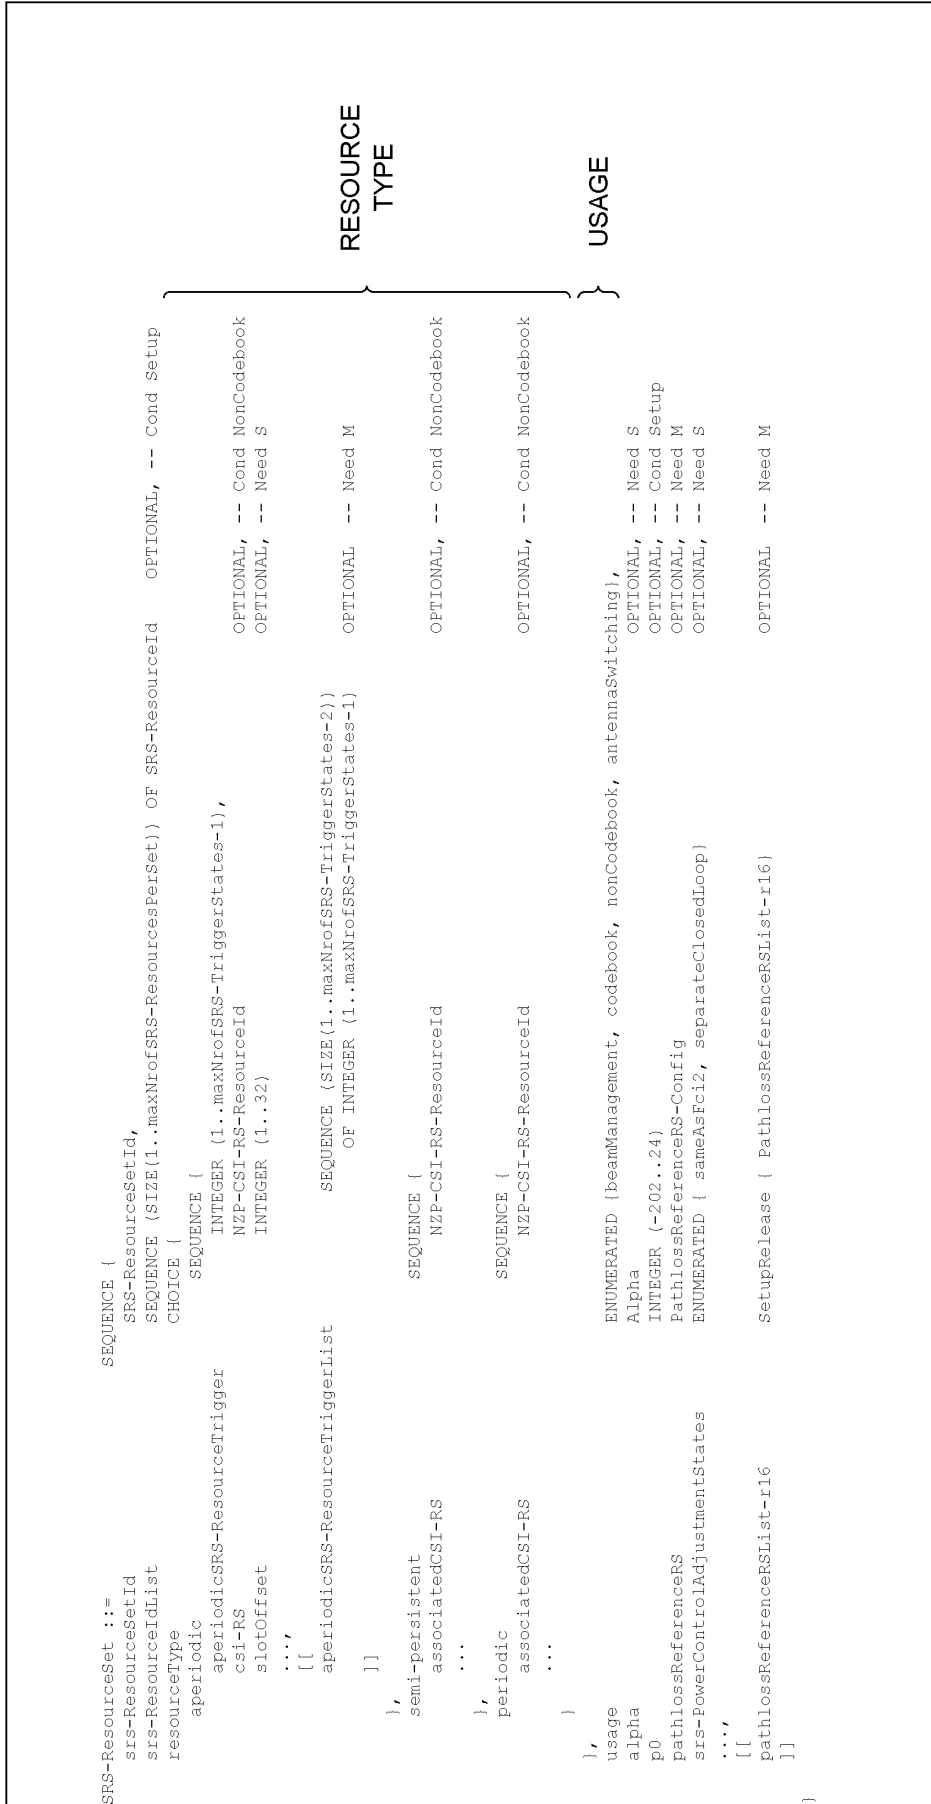 SRS-ResourceSet ::= SEQUENCE {
srs-ResourceSetId SRS-ResourceSetId,
srs-ResourceIdList SEQUENCE (SIZE(1..maxNrofSRS-ResourcesPerSet)) OF SRS-ResourceId OPTIONAL, -- Cond Setup
resourceType CHOICE {
aperiodic SEQUENCE {
aperiodicSRS-ResourceTrigger INTEGER (1..maxNrofSRS-TriggerStates-1),
csi-RS NZP-CSI-RS-ResourceId OPTIONAL, -- Cond NonCodebook
slotOffset INTEGER (1..32) OPTIONAL, -- Need S
...,
[[
aperiodicSRS-ResourceTriggerList SEQUENCE (SIZE(1..maxNrofSRS-TriggerStates-2))
OF INTEGER (1..maxNrofSRS-TriggerStates-1) OPTIONAL -- Need M
]]
},
semi-persistent SEQUENCE {
associatedCSI-RS NZP-CSI-RS-ResourceId OPTIONAL, -- Cond NonCodebook
...
},
periodic SEQUENCE {
associatedCSI-RS NZP-CSI-RS-ResourceId OPTIONAL, -- Cond NonCodebook
...
}
},
RESOURCE
TYPE
usage ENUMERATED {beamManagement, codebook, nonCodebook, antennaSwitching},
USAGE
alpha Alpha OPTIONAL, -- Need S
p0 INTEGER (-202..24) OPTIONAL, -- Cond Setup
pathlossReferenceRS PathlossReferenceRS-Config OPTIONAL, -- Need M
srs-PowerControlAdjustmentStates ENUMERATED { sameAsFci2, separateClosedLoop} OPTIONAL, -- Need S
...,
[[
pathlossReferenceRSList-r16 SetupRelease { PathlossReferenceRSList-r16} OPTIONAL -- Need M
]]
}